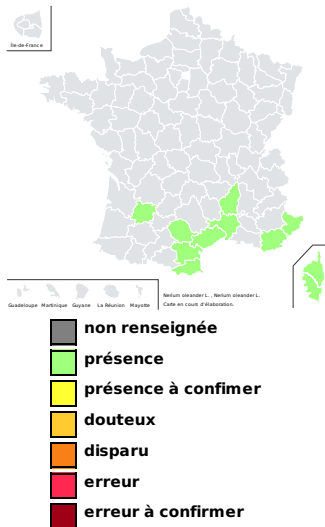 Île-de-France
Guadeloupe Martinique Guyane La Réunion Mayotte
Nerium oleander L. , Nerium oleander L.
Carte en cours d'élaboration.
non renseignée
présence
présence à confimer
douteux
disparu
erreur
erreur à confirmer